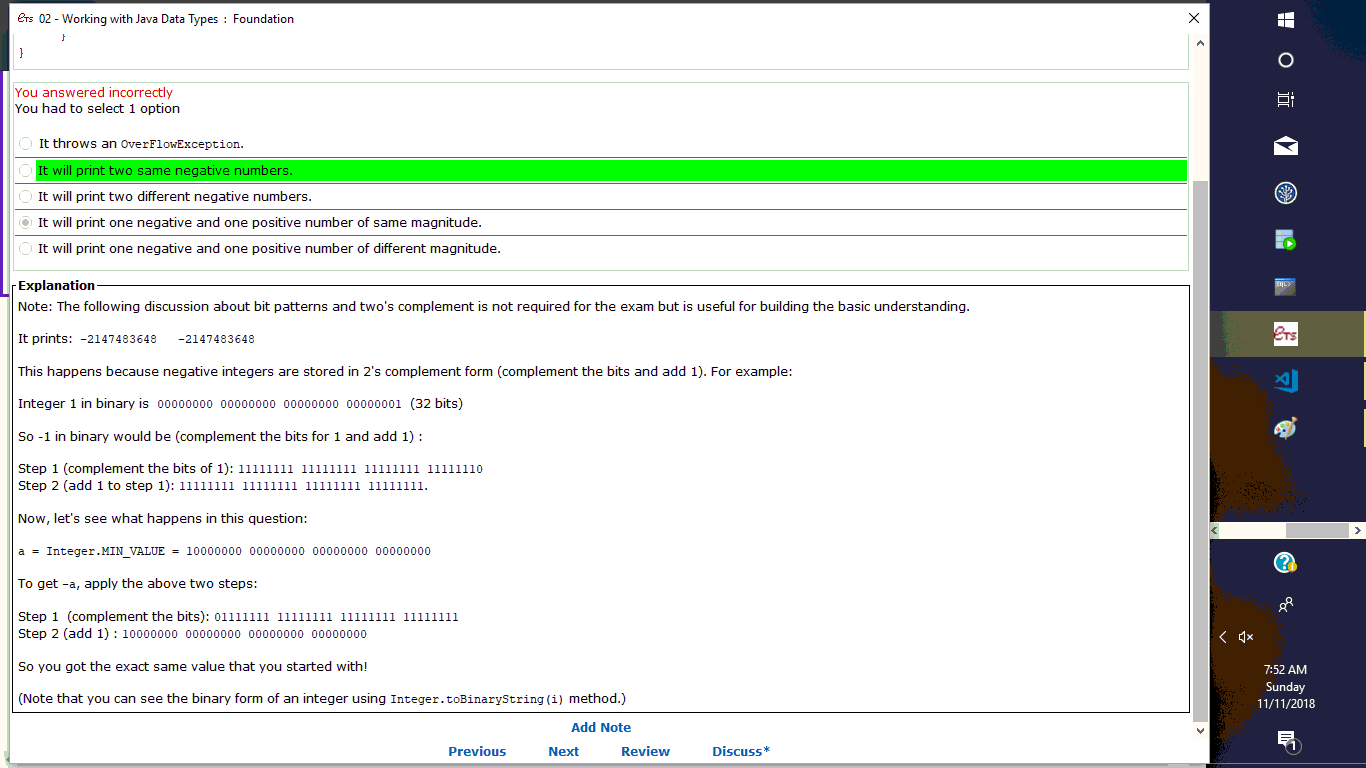 ETS 02 - Working with Java Data Types : Foundation
}
}
You answered incorrectly
You had to select 1 option
It throws an OverFlowException.
It will print two same negative numbers.
It will print two different negative numbers.
It will print one negative and one positive number of same magnitude.
It will print one negative and one positive number of different magnitude.
Explanation
Note: The following discussion about bit patterns and two's complement is not required for the exam but is useful for building the basic understanding.
It prints: -2147483648 -2147483648
This happens because negative integers are stored in 2's complement form (complement the bits and add 1). For example:
Integer 1 in binary is 00000000 00000000 00000000 00000001 (32 bits)
So -1 in binary would be (complement the bits for 1 and add 1) :
Step 1 (complement the bits of 1): 11111111 11111111 11111111 11111110
Step 2 (add 1 to step 1): 11111111 11111111 11111111 11111111.
Now, let's see what happens in this question:
a = Integer.MIN_VALUE = 10000000 00000000 00000000 00000000
To get -a, apply the above two steps:
Step 1 (complement the bits): 01111111 11111111 11111111 11111111
Step 2 (add 1) : 10000000 00000000 00000000 00000000
So you got the exact same value that you started with!
(Note that you can see the binary form of an integer using Integer.toBinaryString(i) method.)
Add Note
Previous Next Review Discuss*
SQL>
ETS
7:52 AM
Sunday
11/11/2018
1